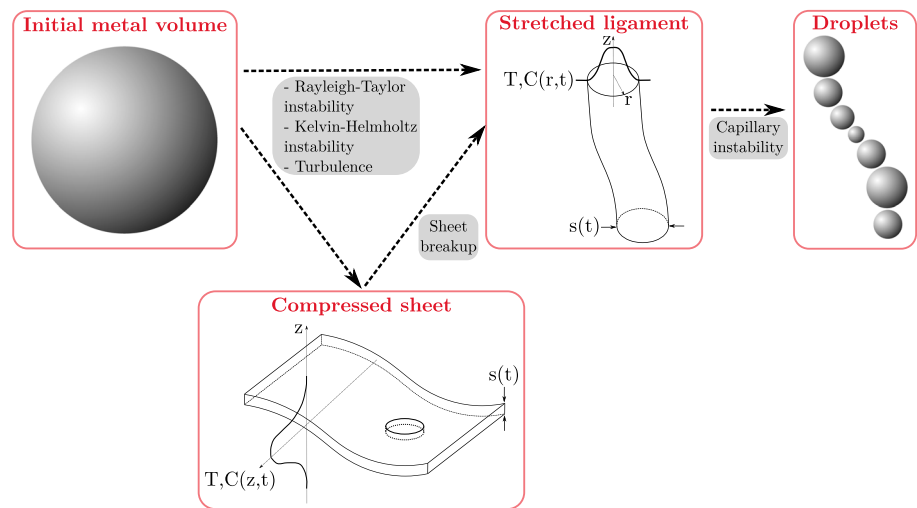 Initial metal volume
- Rayleigh-Taylor
instability
- Kelvin-Helmholtz
instability
- Turbulence
Stretched ligament
z
T,C(r,t)
r
s(t)
Capillary
instability
Droplets
Sheet
breakup
Compressed sheet
z
s(t)
T,C(z,t)